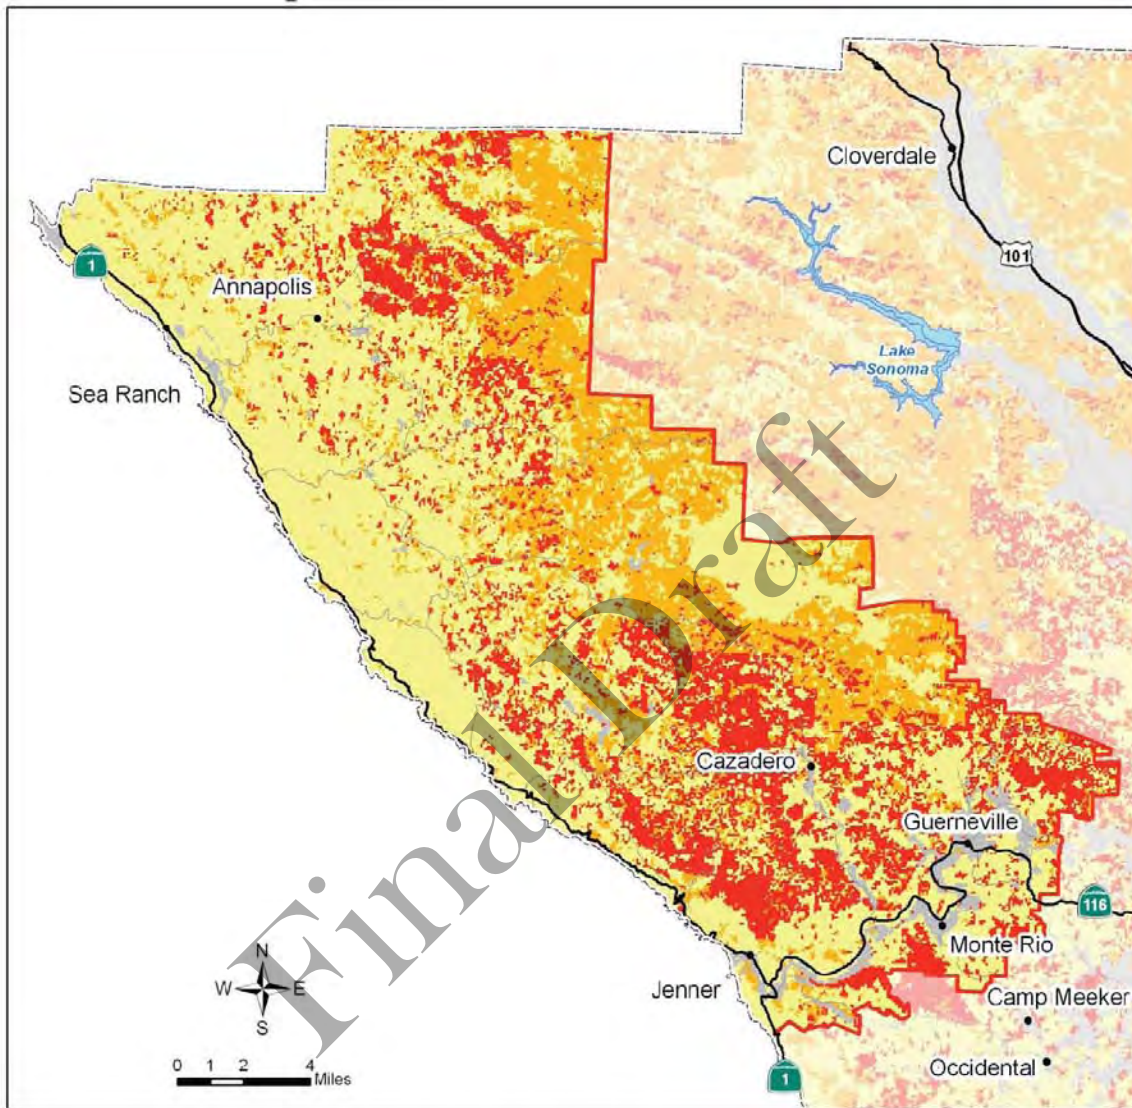 Cloverdale
1
101
Annapolis
Lake
Sonoma
Sea Ranch
Final Draft
Cazadero
Guerneville
116
Monte Rio
N
W
E
S
Jenner
Camp Meeker
0 1 2 4
Miles
Occidental
1